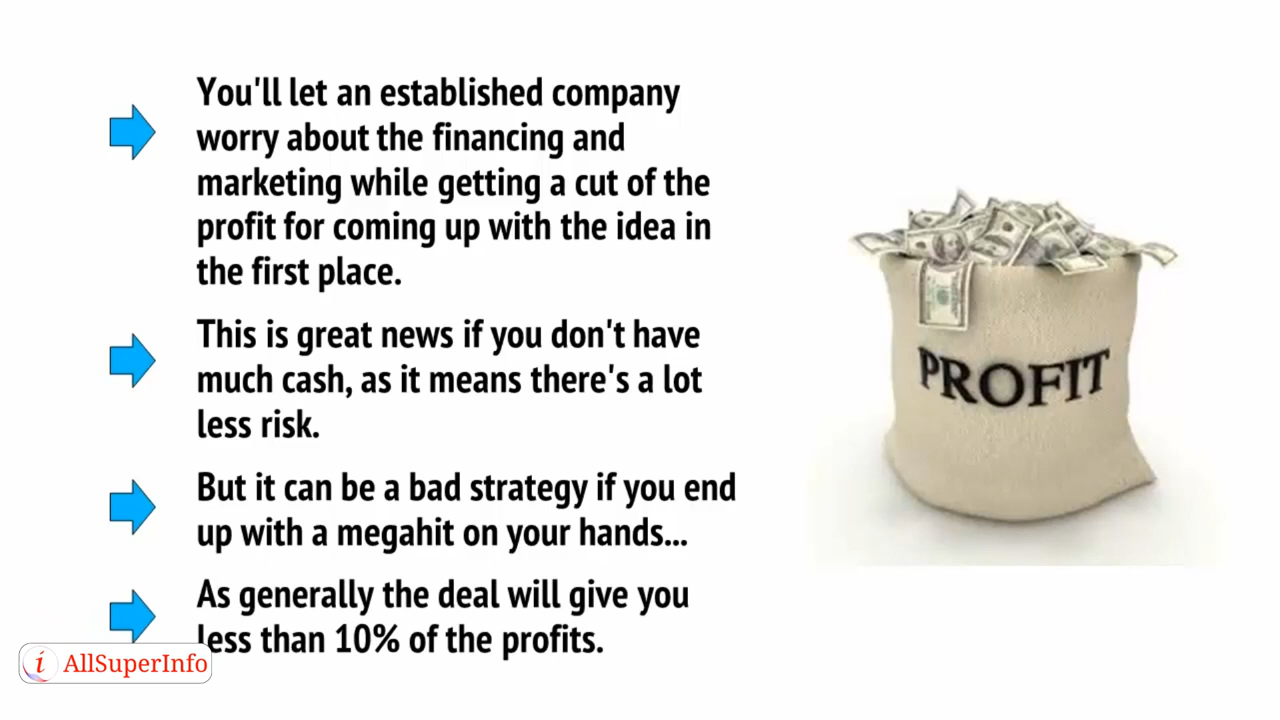 You'll let an established company
worry about the financing and
marketing while getting a cut of the
profit for coming up with the idea in
the first place.
This is great news if you don't have
much cash, as it means there's a lot
less risk.
But it can be a bad strategy if you end
up with a megahit on your hands...
As generally the deal will give you
less than 10% of the profits.
PROFIT
i AllSuperInfo